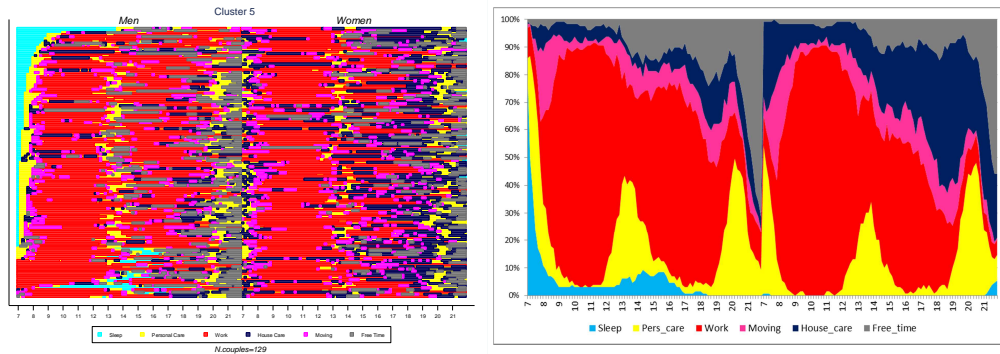 Cluster 5
Men Women
7 8 9 10 11 12 13 14 15 16 17 18 19 20 21 7 8 9 10 11 12 13 14 15 16 17 18 19 20 21
Sleep Personal Care Work House Care Moving Free Time
N.couples=129
100%
90%
80%
70%
60%
50%
40%
30%
20%
10%
0%
7 8 9 10 11 12 13 14 15 16 17 18 19 20 21 7 9 10 11 12 13 14 15 16 17 18 19 20 21
Sleep Pers_care Work Moving House_care Free_time